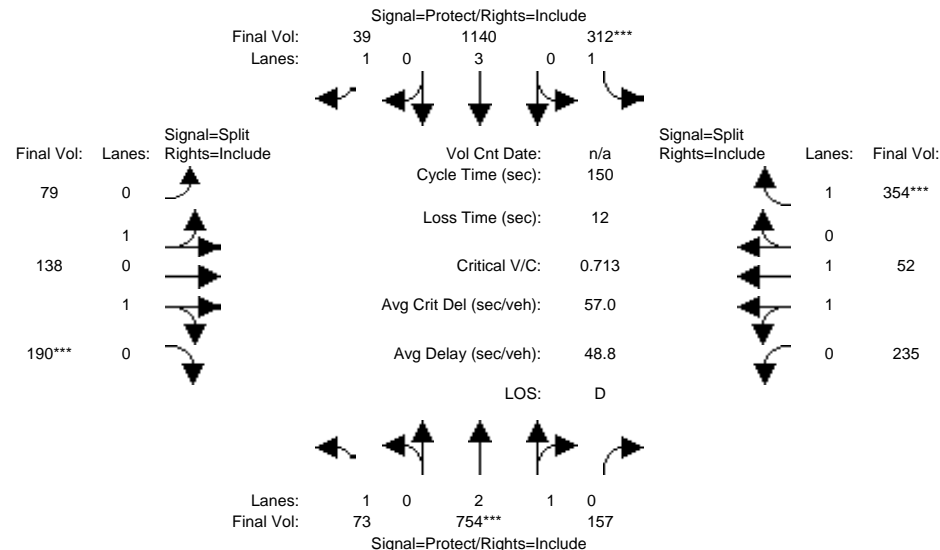 Signal=Protect/Rights=Include
Final Vol: 39 1140 312***
Lanes: 1 0 3 0 1
Signal=Split Signal=Split
Final Vol: Lanes: Rights=Include Vol Cnt Date: n/a Rights=Include Lanes: Final Vol:
Cycle Time (sec): 150
79 0 1 354***
Loss Time (sec): 12
1 0
138 0 Critical V/C: 0.713 1 52
1 Avg Crit Del (sec/veh): 57.0 1
190*** 0 Avg Delay (sec/veh): 48.8 0 235
LOS: D
Lanes: 1 0 2 1 0
Final Vol: 73 754*** 157
Signal=Protect/Rights=Include